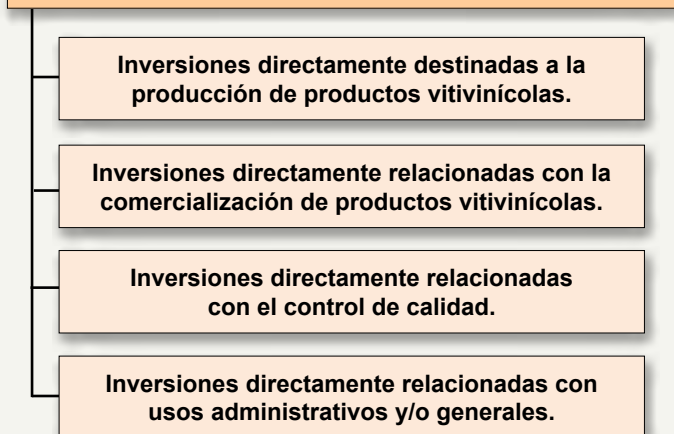 Inversiones directamente destinadas a la
producción de productos vitivinícolas.
Inversiones directamente relacionadas con la
comercialización de productos vitivinícolas.
Inversiones directamente relacionadas
con el control de calidad.
Inversiones directamente relacionadas con
usos administrativos y/o generales.